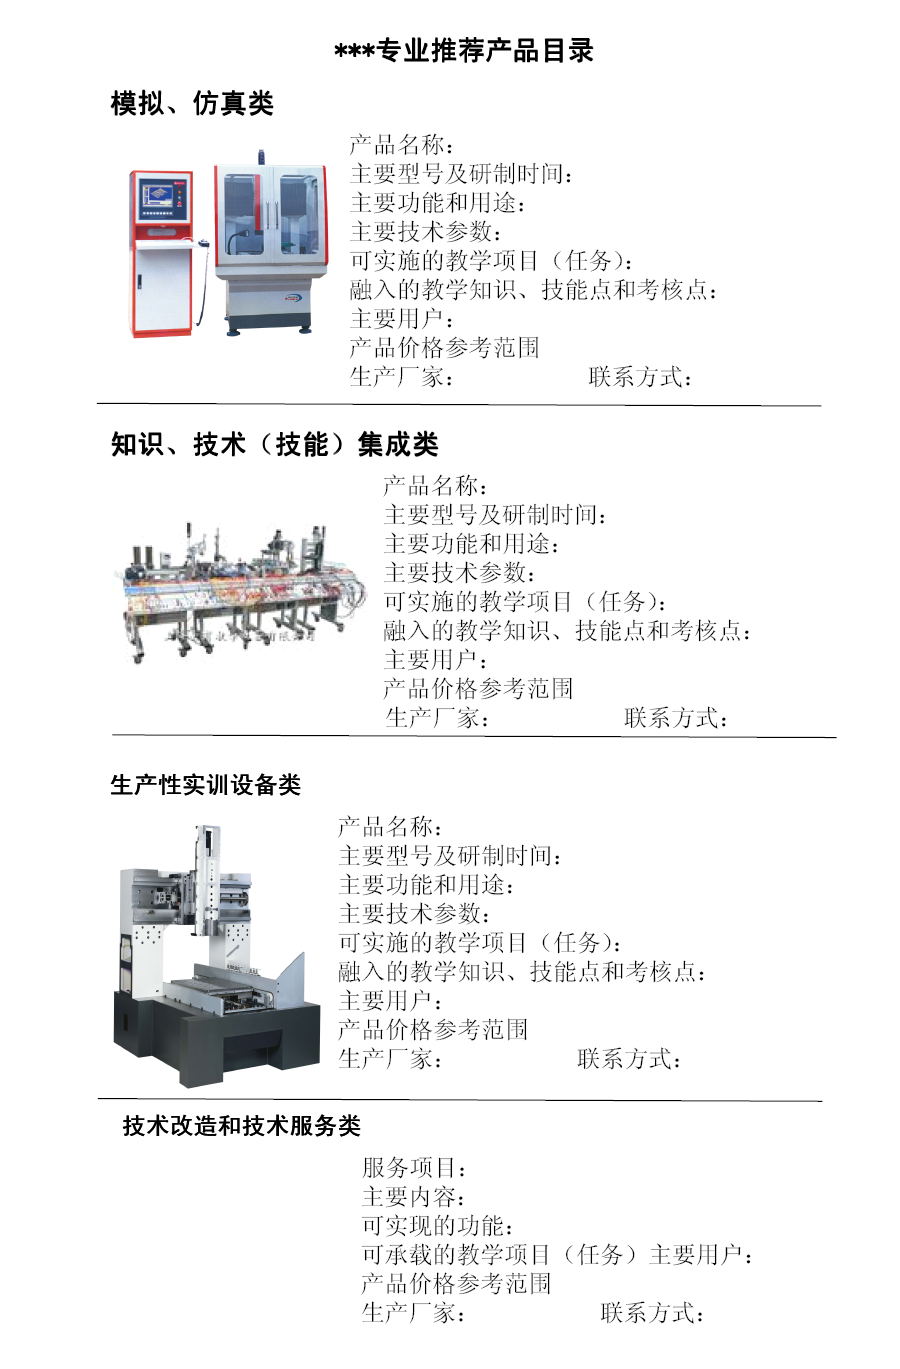 ***专业推荐产品目录
模拟、仿真类
产品名称：
主要型号及研制时间：
主要功能和用途：
主要技术参数：
可实施的教学项目（任务）：
融入的教学知识、技能点和考核点：
主要用户：
产品价格参考范围
生产厂家： 联系方式：
知识、技术（技能）集成类
产品名称：
主要型号及研制时间：
主要功能和用途：
主要技术参数：
可实施的教学项目（任务）：
融入的教学知识、技能点和考核点：
主要用户：
产品价格参考范围
生产厂家： 联系方式：
生产性实训设备类
产品名称：
主要型号及研制时间：
主要功能和用途：
主要技术参数：
可实施的教学项目（任务）：
融入的教学知识、技能点和考核点：
主要用户：
产品价格参考范围
生产厂家： 联系方式：
技术改造和技术服务类
服务项目：
主要内容：
可实现的功能：
可承载的教学项目（任务）主要用户：
产品价格参考范围
生产厂家： 联系方式：